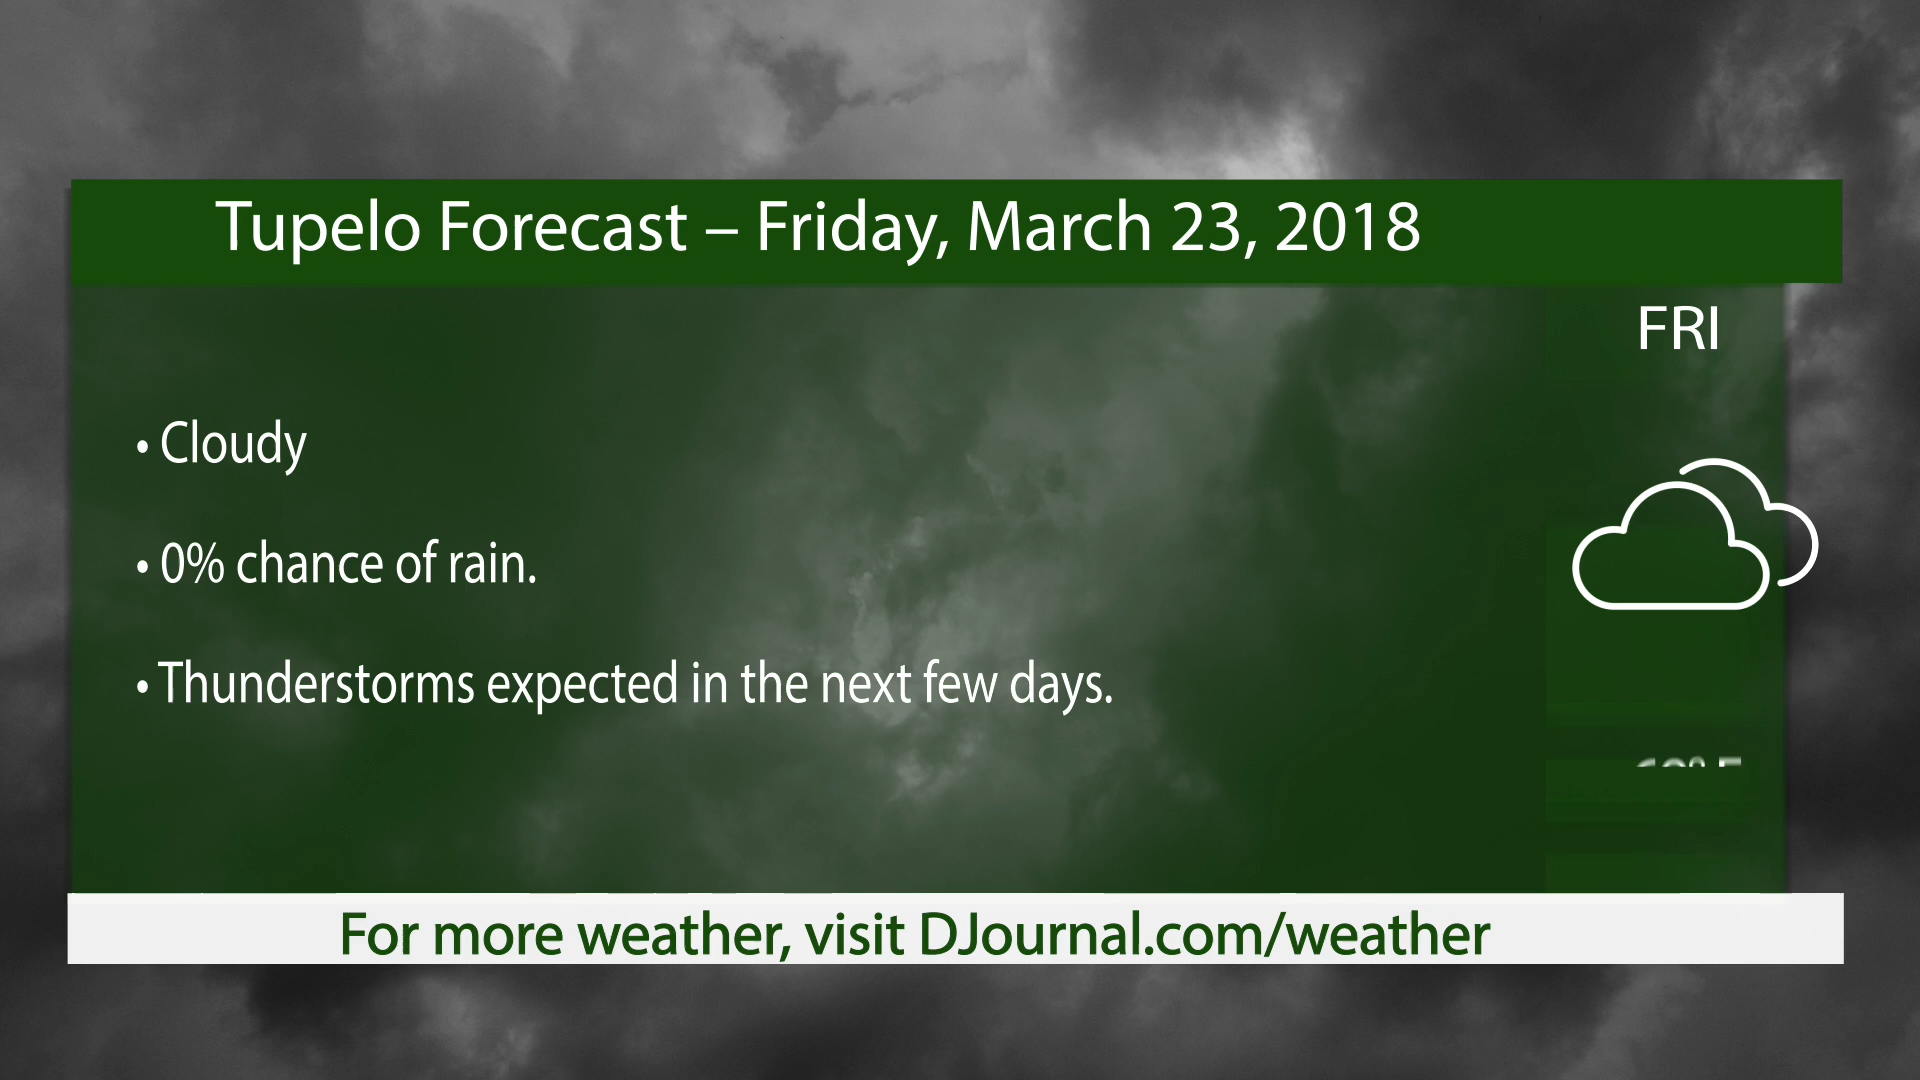 Tupelo Forecast – Friday, March 23, 2018
FRI
• Cloudy
• 0% chance of rain.
• Thunderstorms expected in the next few days.
For more weather, visit DJournal.com/weather